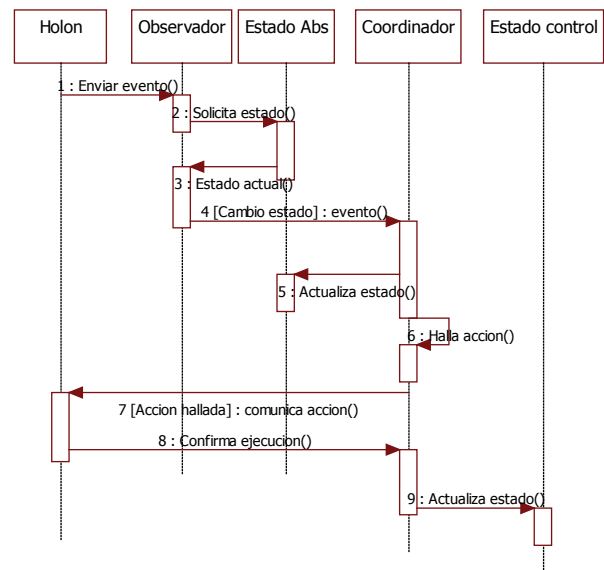 Holon
Observador
Estado Abs
Coordinador
Estado control
1 : Enviar evento()
2 : Solicita estado()
3 : Estado actual()
4 [Cambio estado] : evento()
5 : Actualiza estado()
6 : Halla accion()
7 [Accion hallada] : comunica accion()
8 : Confirma ejecucion()
9 : Actualiza estado()